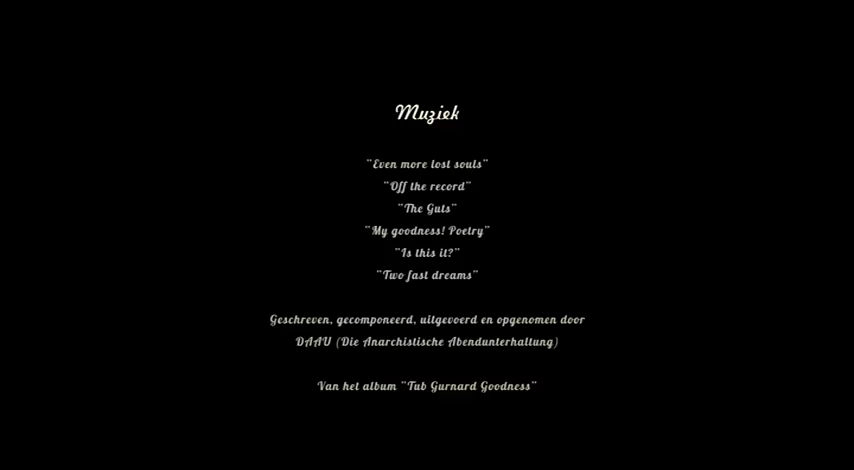 Muziek
"Even more lost souls"
"Off the record"
"The Guts"
"My goodness! Poetry"
"Is this it?"
"Two fast dreams"
Geschreven, gecomponeerd, uitgevoerd en opgenomen door
DAAU (Die Anarchistische Abendunterhaltung)
Van het album "Tub Gurnard Goodness"